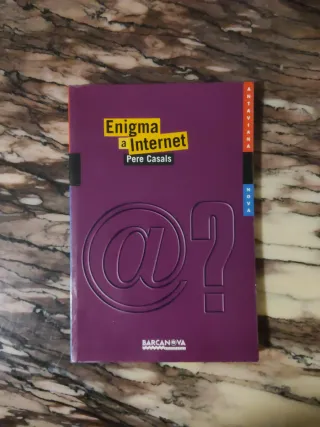 Enigma
a Internet
Pere Casals
ANTAVIANA
NOVA
@?
BARCANOVA